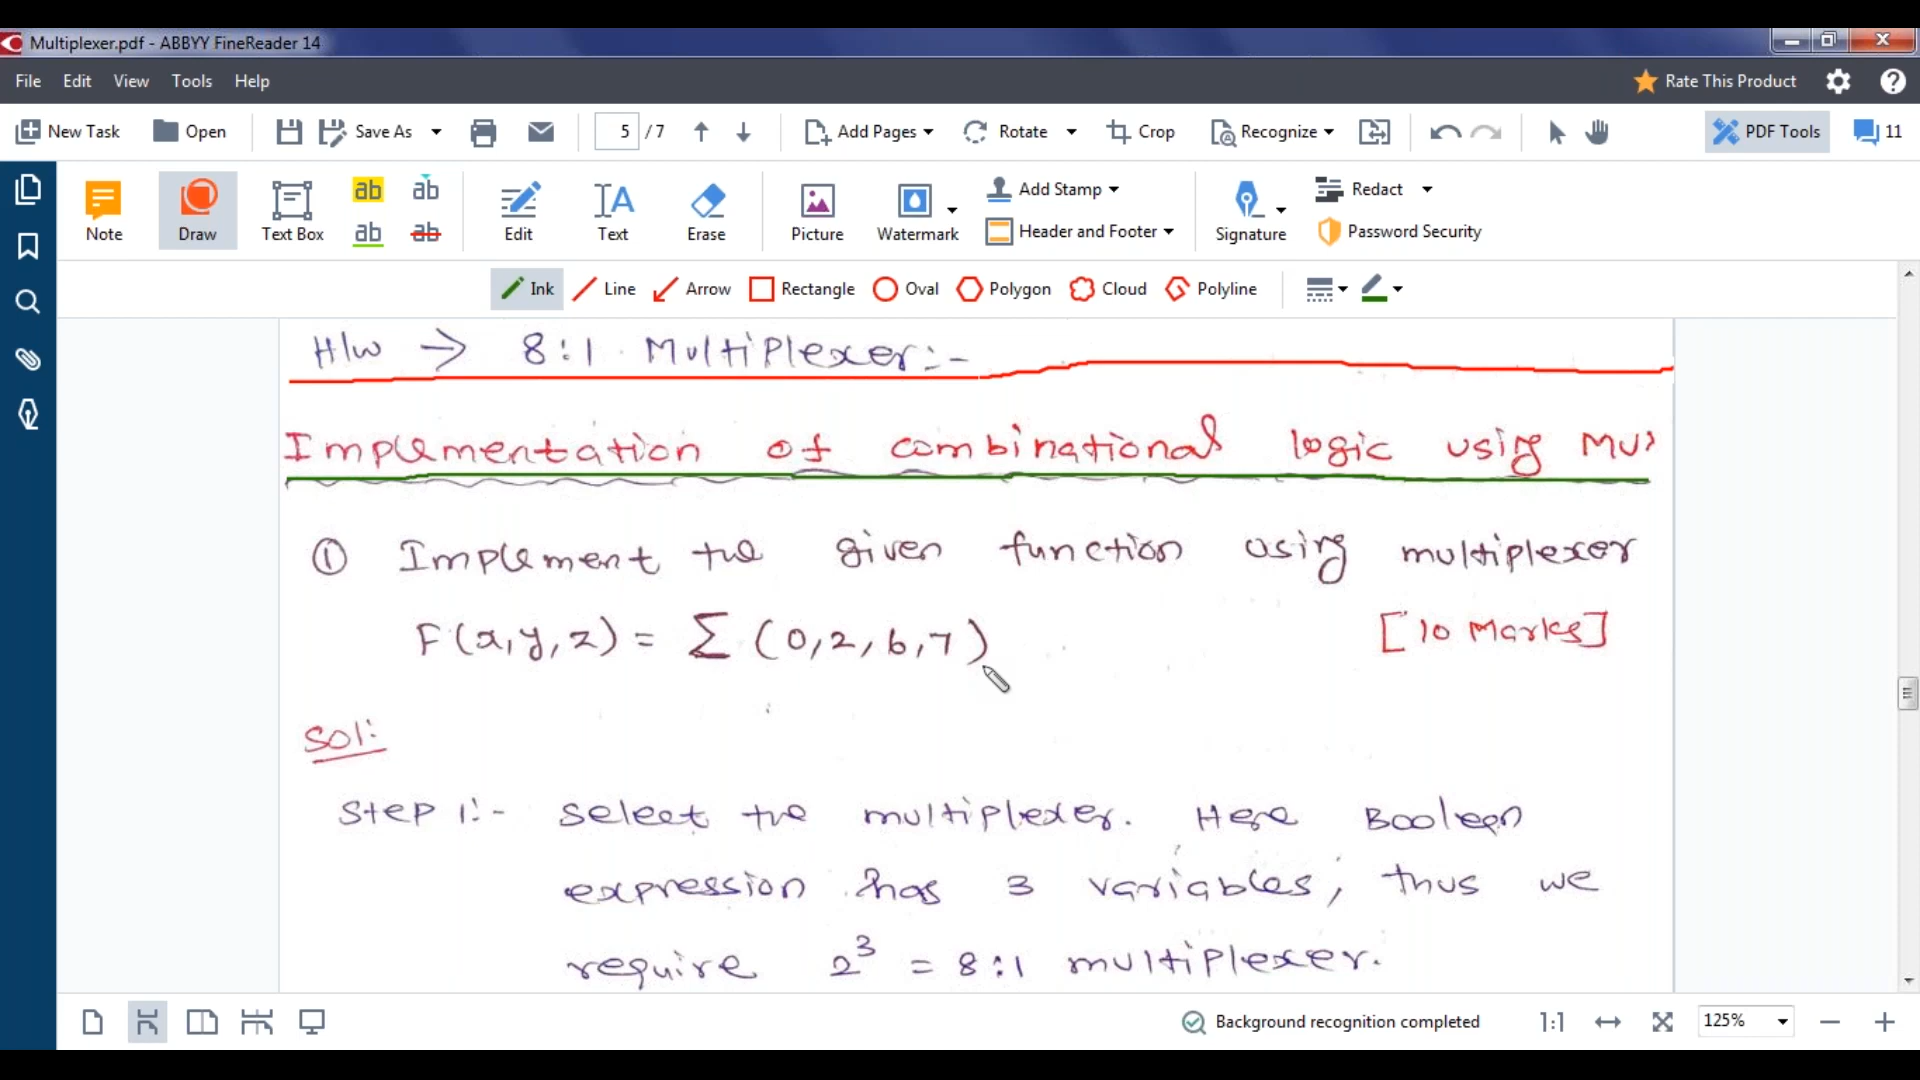 Multiplexer.pdf - ABBYY FineReader 14
File Edit View Tools Help
Rate This Product
New Task Open Save As 5 / 7 Add Pages Rotate Crop Recognize PDF Tools 11
Note Draw Text Box ab ab ab ab Edit Text Erase Picture Watermark Add Stamp Header and Footer Signature Redact Password Security
Ink Line Arrow Rectangle Oval Polygon Cloud Polyline
H/W → 8:1 Multiplexer:-
Implementation of combinational logic using MUX
① Implement the given function using multiplexer
F(x,y,z) = Σ (0,2,6,7)
[10 Marks]
Sol:
Step 1:- select the multiplexer. Here Boolean
expression has 3 variables, thus we
require 2³ = 8:1 multiplexer.
Background recognition completed 1:1 125%